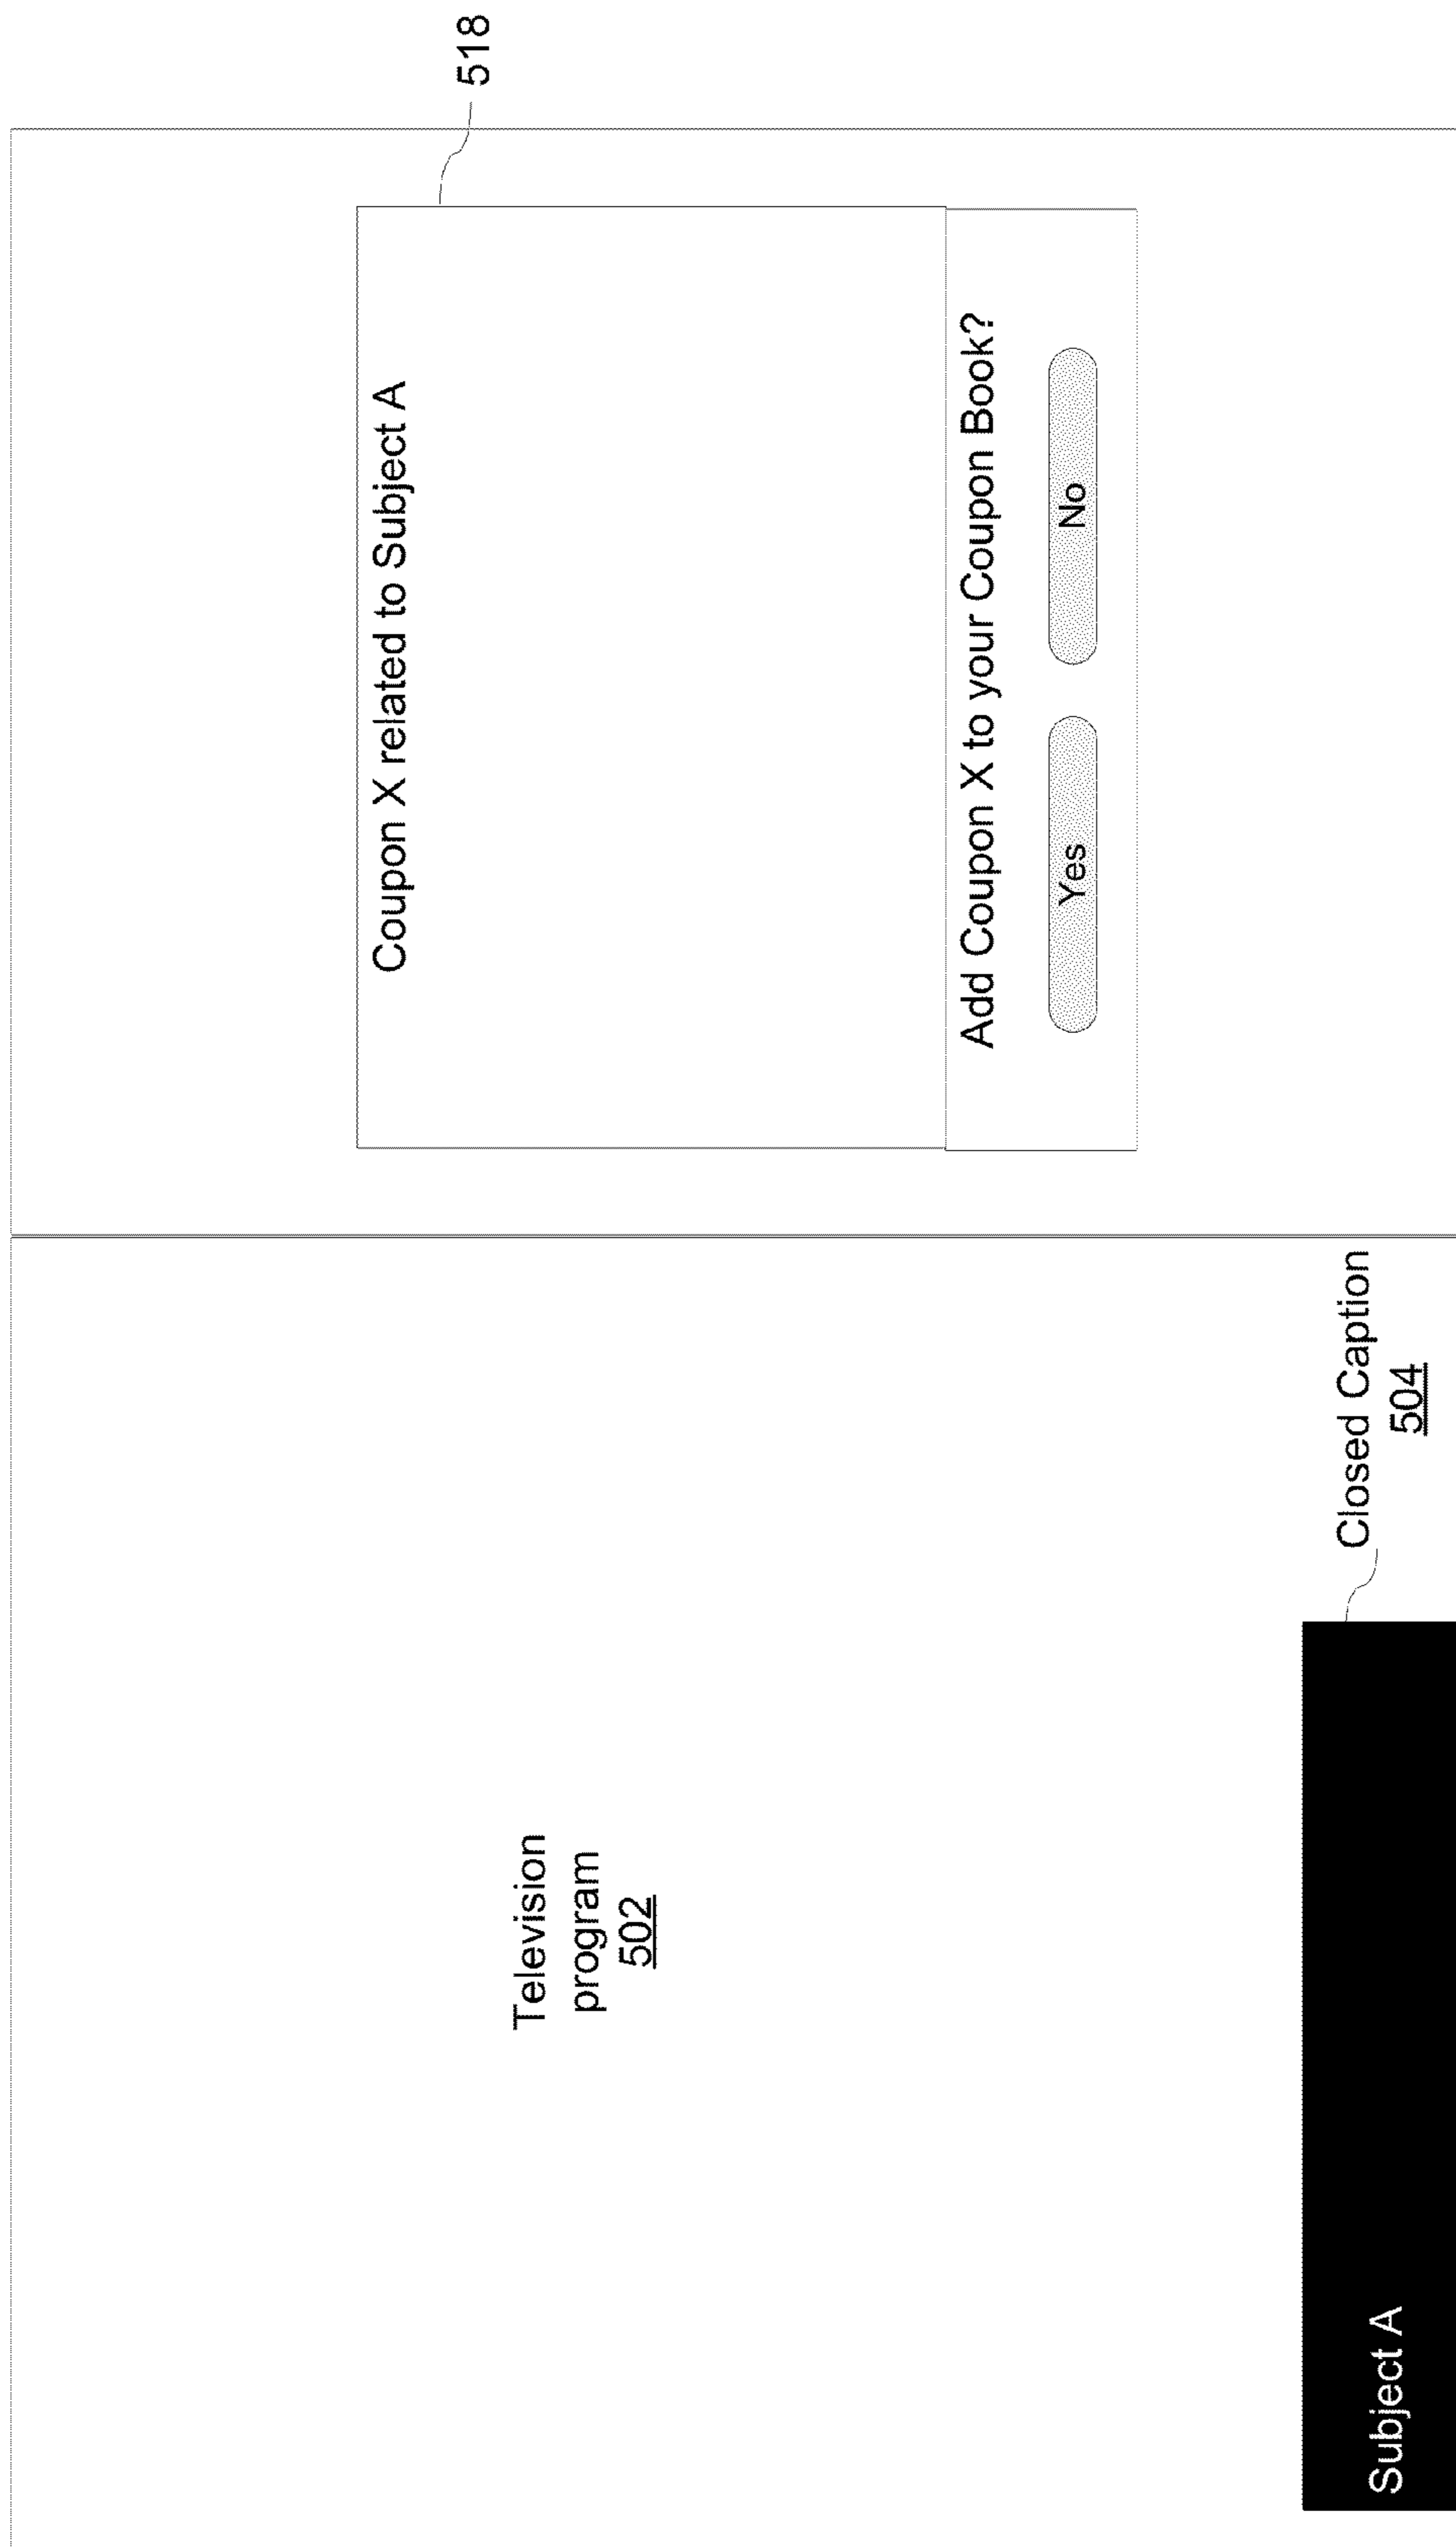 Television
program
502
Subject A
Closed Caption
504
518
Coupon X related to Subject A
Add Coupon X to your Coupon Book?
Yes
No